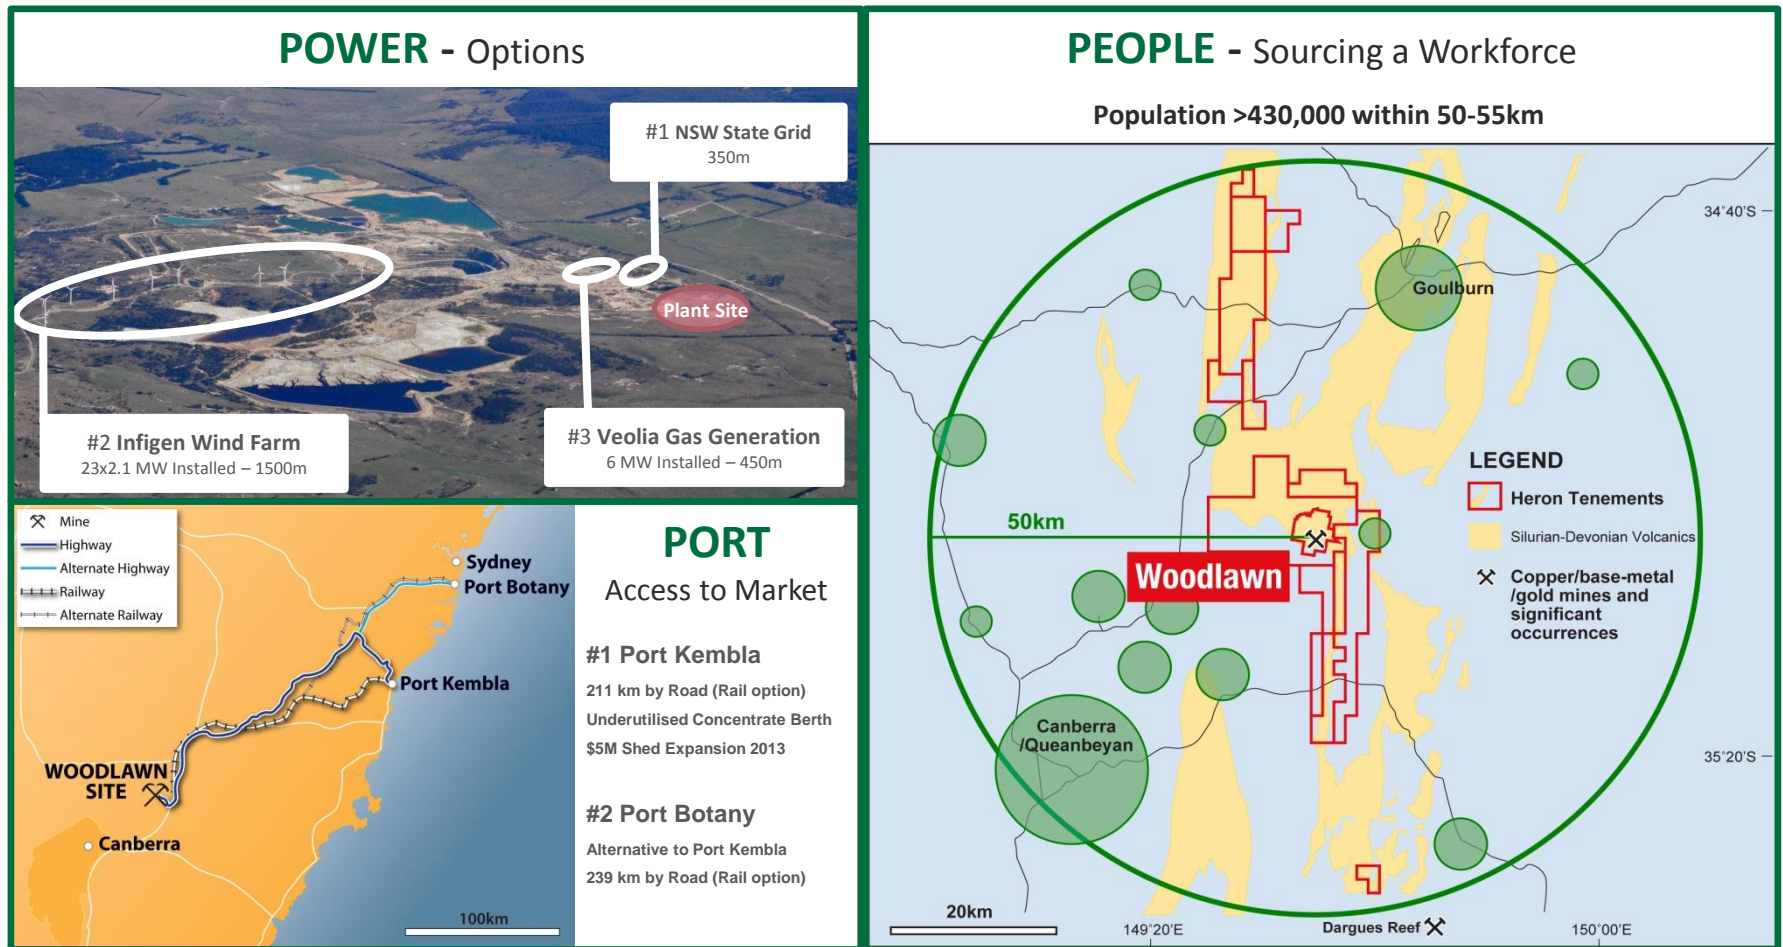 POWER - Options
#1 NSW State Grid
350m
Plant Site
#2 Infigen Wind Farm
23x2.1 MW Installed – 1500m
#3 Veolia Gas Generation
6 MW Installed – 450m
Mine
Highway
Alternate Highway
Railway
Alternate Railway
Sydney
Port Botany
Port Kembla
WOODLAWN
SITE
Canberra
100km
PORT
Access to Market
#1 Port Kembla
211 km by Road (Rail option)
Underutilised Concentrate Berth
$5M Shed Expansion 2013
#2 Port Botany
Alternative to Port Kembla
239 km by Road (Rail option)
PEOPLE - Sourcing a Workforce
Population >430,000 within 50-55km
34°40'S
Goulburn
LEGEND
Heron Tenements
Silurian-Devonian Volcanics
Copper/base-metal
/gold mines and
significant
occurrences
50km
Woodlawn
Canberra
/Queanbeyan
35°20'S
20km
149°20'E
Dargues Reef
150°00'E